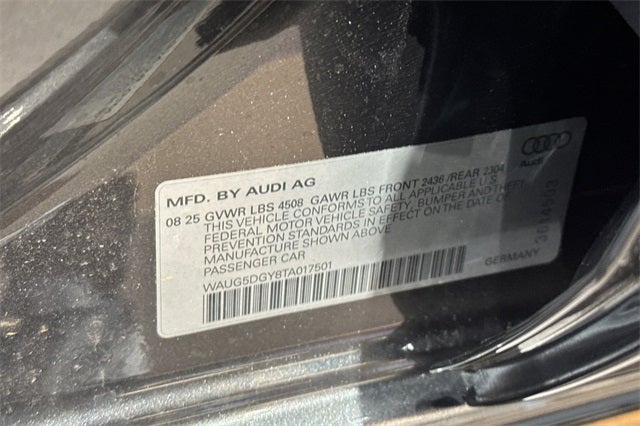 MFD. BY AUDI AG
08 25 GVWR LBS 4508 GAWR LBS FRONT 2436 /REAR 2304
THIS VEHICLE CONFORMS TO ALL APPLICABLE U.S.
FEDERAL MOTOR VEHICLE SAFETY, BUMPER AND THEFT
PREVENTION STANDARDS IN EFFECT ON THE DATE OF
MANUFACTURE SHOWN ABOVE
PASSENGER CAR
WAUG5DGY8TA017501
GERMANY
Audi